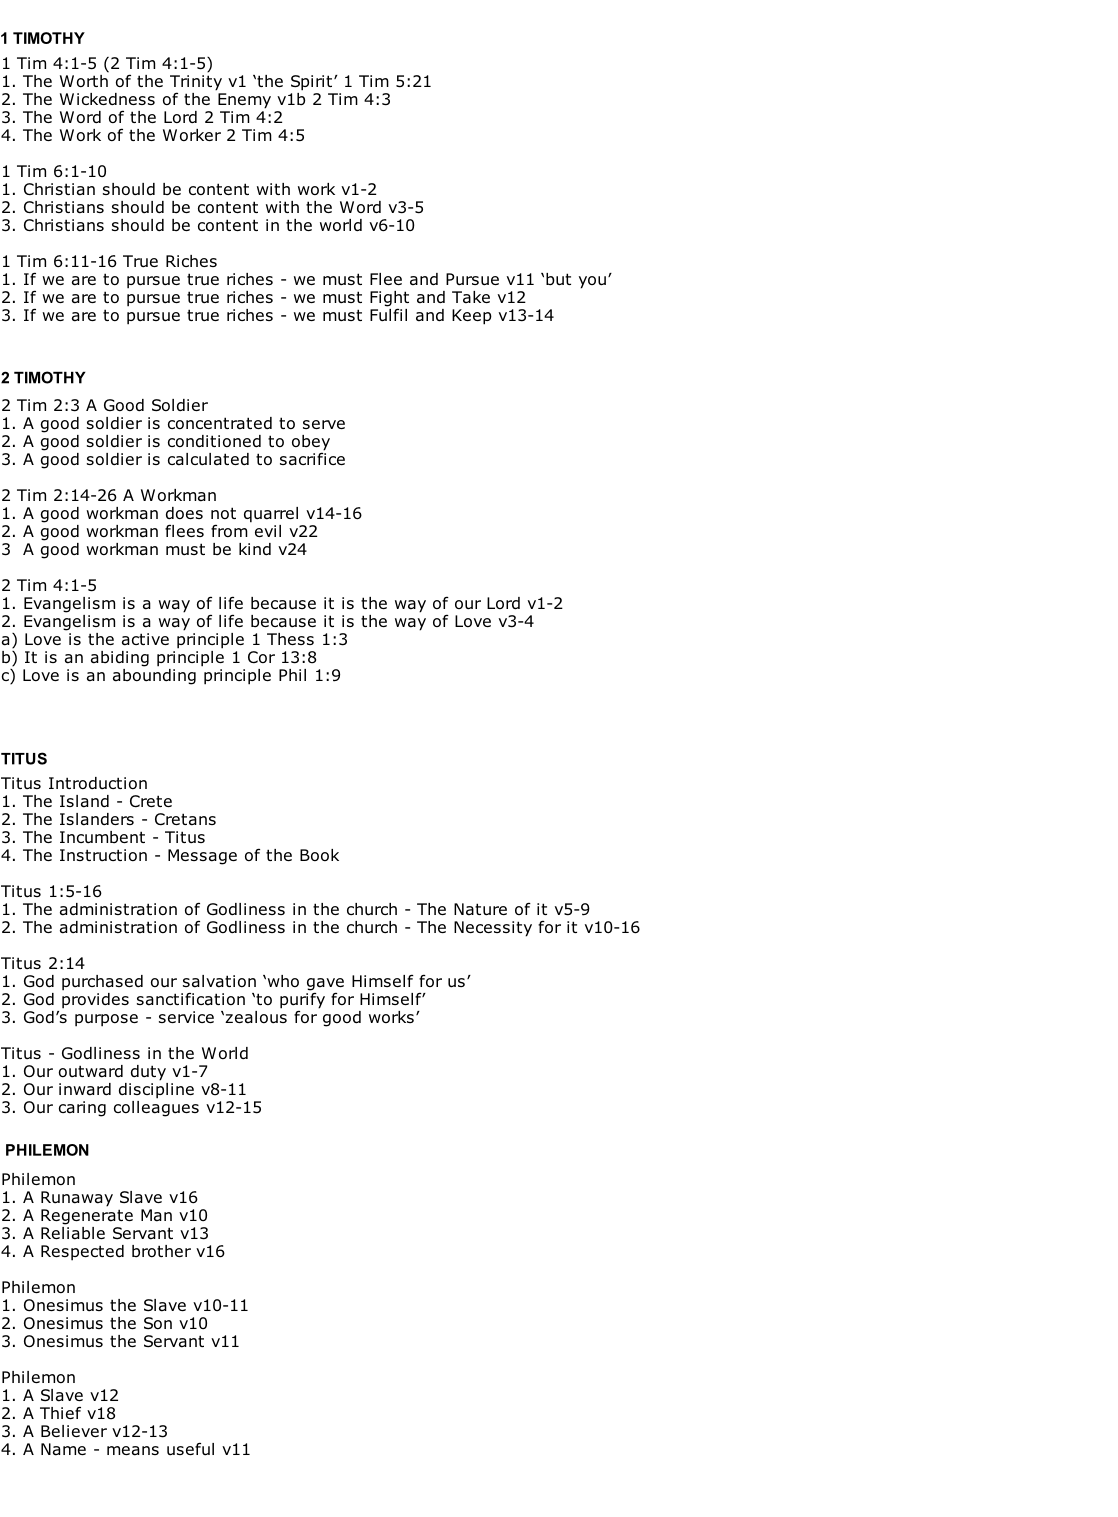 1 TIMOTHY
1 Tim 4:1-5 (2 Tim 4:1-5)
1. The Worth of the Trinity v1 ‘the Spirit’ 1 Tim 5:21
2. The Wickedness of the Enemy v1b 2 Tim 4:3
3. The Word of the Lord 2 Tim 4:2
4. The Work of the Worker 2 Tim 4:5
1 Tim 6:1-10
1. Christian should be content with work v1-2
2. Christians should be content with the Word v3-5
3. Christians should be content in the world v6-10
1 Tim 6:11-16 True Riches
1. If we are to pursue true riches - we must Flee and Pursue v11 ‘but you’
2. If we are to pursue true riches - we must Fight and Take v12
3. If we are to pursue true riches - we must Fulfil and Keep v13-14
2 TIMOTHY
2 Tim 2:3 A Good Soldier
1. A good soldier is concentrated to serve
2. A good soldier is conditioned to obey
3. A good soldier is calculated to sacrifice
2 Tim 2:14-26 A Workman
1. A good workman does not quarrel v14-16
2. A good workman flees from evil v22
3  A good workman must be kind v24
2 Tim 4:1-5
1. Evangelism is a way of life because it is the way of our Lord v1-2
2. Evangelism is a way of life because it is the way of Love v3-4
a) Love is the active principle 1 Thess 1:3
b) It is an abiding principle 1 Cor 13:8
c) Love is an abounding principle Phil 1:9
TITUS
Titus Introduction
1. The Island - Crete
2. The Islanders - Cretans
3. The Incumbent - Titus
4. The Instruction - Message of the Book
Titus 1:5-16
1. The administration of Godliness in the church - The Nature of it v5-9
2. The administration of Godliness in the church - The Necessity for it v10-16
Titus 2:14
1. God purchased our salvation ‘who gave Himself for us’
2. God provides sanctification ‘to purify for Himself’
3. God’s purpose - service ‘zealous for good works’
Titus - Godliness in the World
1. Our outward duty v1-7
2. Our inward discipline v8-11
3. Our caring colleagues v12-15
PHILEMON
Philemon
1. A Runaway Slave v16
2. A Regenerate Man v10
3. A Reliable Servant v13
4. A Respected brother v16
Philemon
1. Onesimus the Slave v10-11
2. Onesimus the Son v10
3. Onesimus the Servant v11
Philemon
1. A Slave v12
2. A Thief v18
3. A Believer v12-13
4. A Name - means useful v11